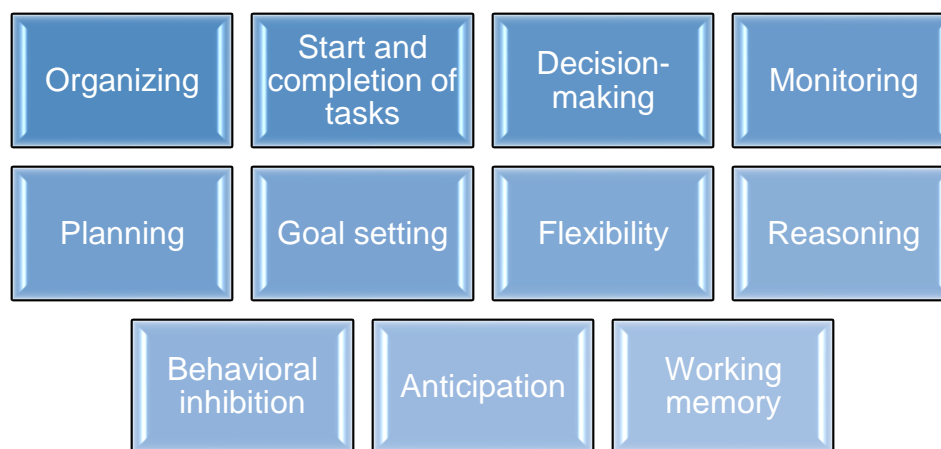 Organizing
Start and
completion of
tasks
Decision-
making
Monitoring
Planning
Goal setting
Flexibility
Reasoning
Behavioral
inhibition
Anticipation
Working
memory